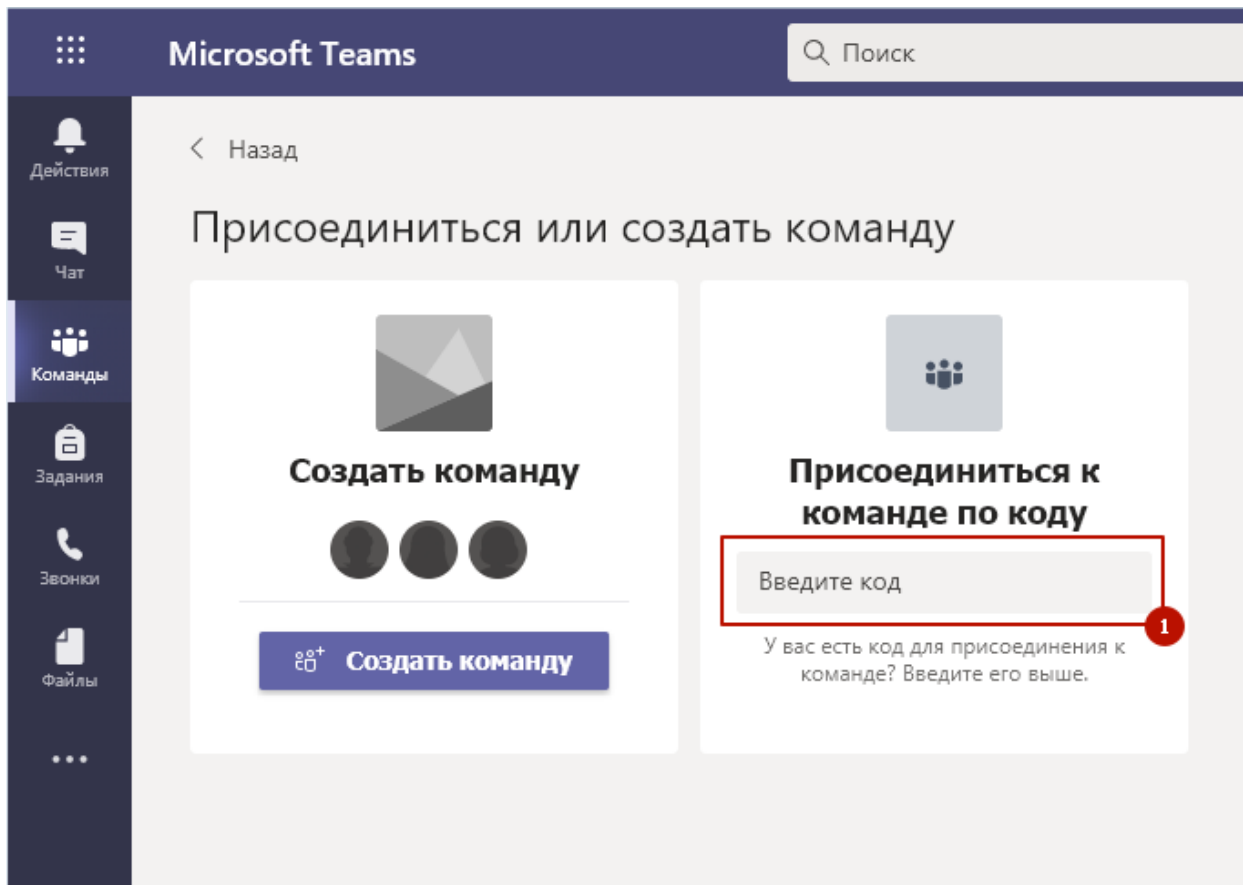 Microsoft Teams
Поиск
Действия
Чат
Команды
Задания
Звонки
Файлы
Назад
Присоединиться или создать команду
Создать команду
Создать команду
Присоединиться к
команде по коду
Введите код
1
У вас есть код для присоединения к
команде? Введите его выше.